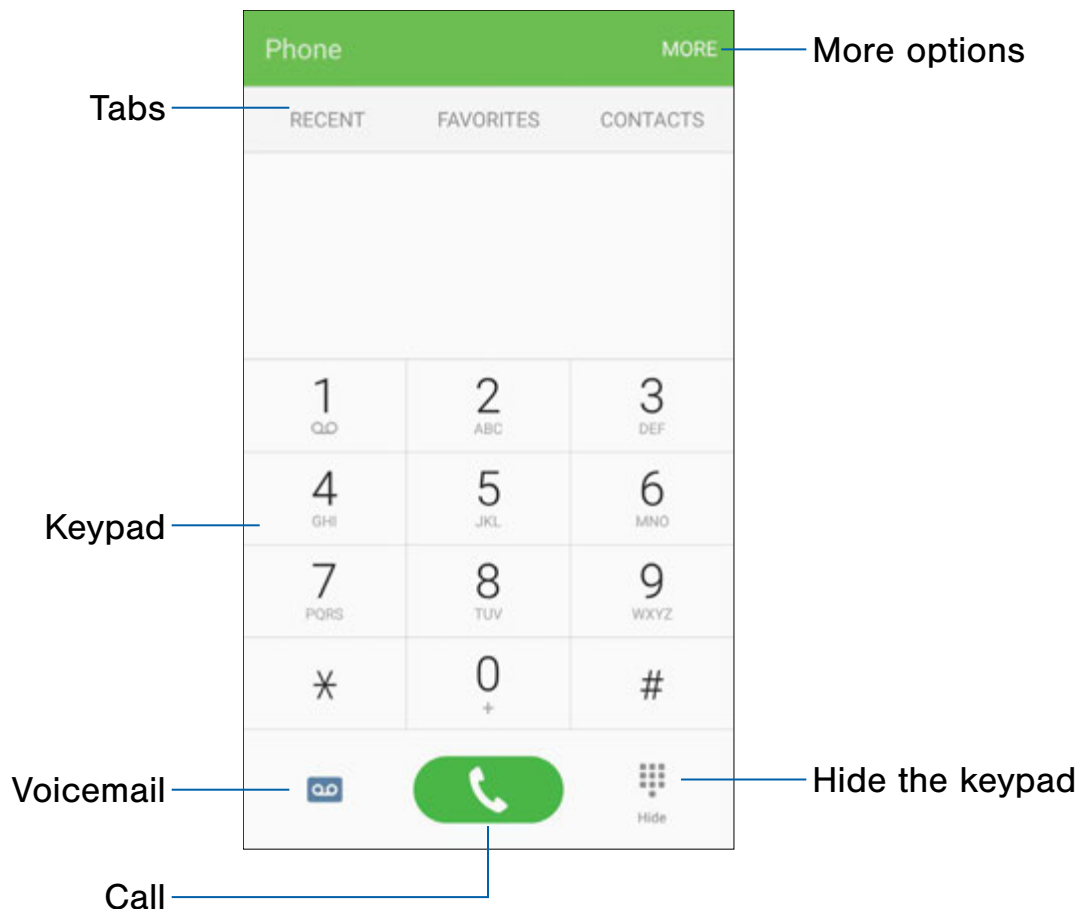 Phone MORE More options
Tabs RECENT FAVORITES CONTACTS
1 2 3
ABC DEF
4 5 6
GHI JKL MNO
Keypad
7 8 9
PQRS TUV WXYZ
* 0 #
+
Voicemail Hide the keypad
Hide
Call